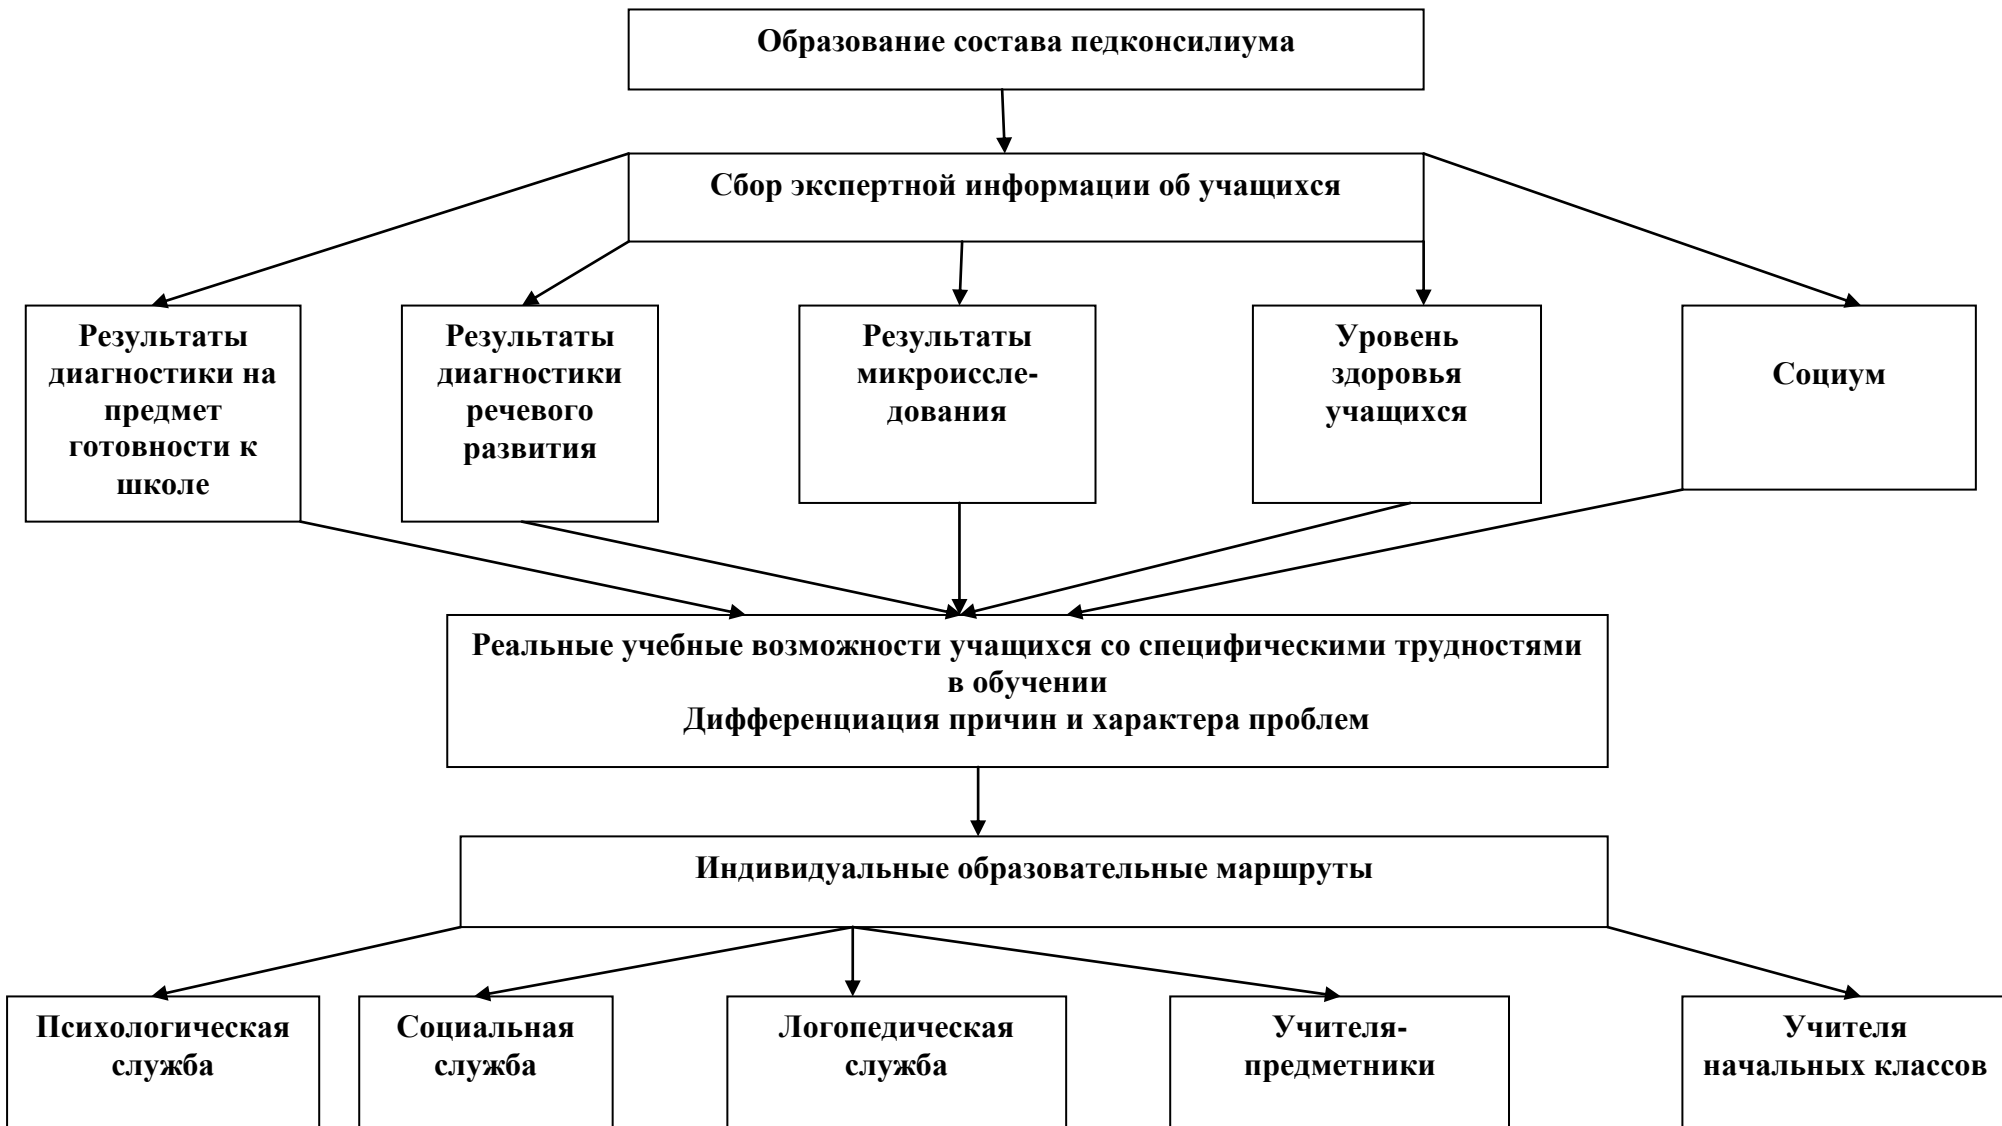 Образование состава педконсилиума
Сбор экспертной информации об учащихся
Результаты
диагностики на
предмет
готовности к
школе
Результаты
диагностики
речевого
развития
Результаты
микроиссле-
дования
Уровень
здоровья
учащихся
Социум
Реальные учебные возможности учащихся со специфическими трудностями
в обучении
Дифференциация причин и характера проблем
Индивидуальные образовательные маршруты
Психологическая
служба
Социальная
служба
Логопедическая
служба
Учителя-
предметники
Учителя
начальных классов